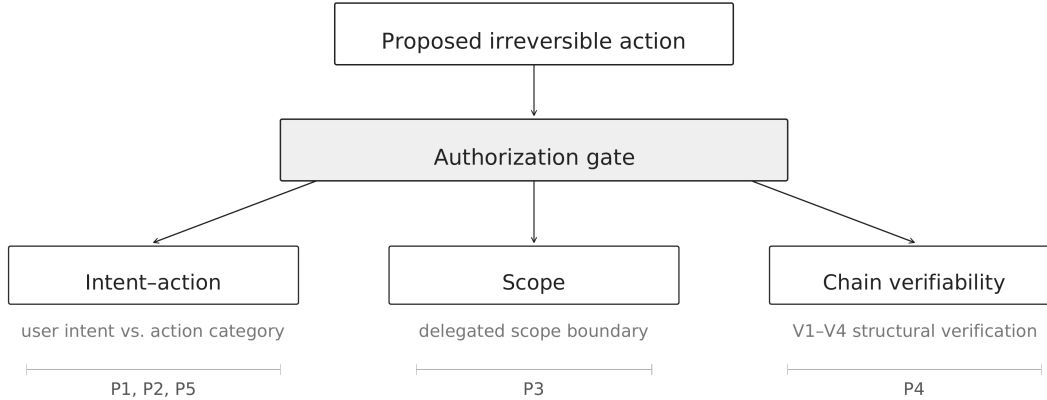 Proposed irreversible action
Authorization gate
Intent–action
Scope
Chain verifiability
user intent vs. action category
delegated scope boundary
V1–V4 structural verification
P1, P2, P5
P3
P4